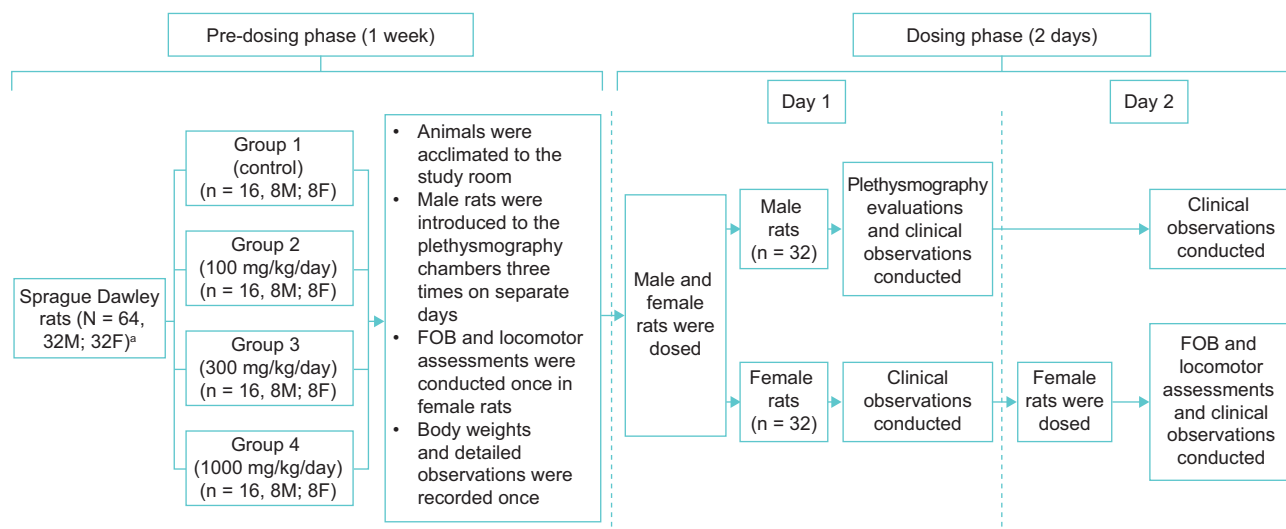 Pre-dosing phase (1 week)
Dosing phase (2 days)
Day 1
Day 2
Sprague Dawley
rats (N = 64,
32M; 32F)ᵃ
Group 1
(control)
(n = 16, 8M; 8F)
Group 2
(100 mg/kg/day)
(n = 16, 8M; 8F)
Group 3
(300 mg/kg/day)
(n = 16, 8M; 8F)
Group 4
(1000 mg/kg/day)
(n = 16, 8M; 8F)
• Animals were
acclimated to the
study room
• Male rats were
introduced to the
plethysmography
chambers three
times on separate
days
• FOB and locomotor
assessments were
conducted once in
female rats
• Body weights
and detailed
observations were
recorded once
Male and
female
rats were
dosed
Male
rats
(n = 32)
Plethysmography
evaluations
and clinical
observations
conducted
Clinical
observations
conducted
Female
rats
(n = 32)
Clinical
observations
conducted
Female
rats were
dosed
FOB and
locomotor
assessments
and clinical
observations
conducted